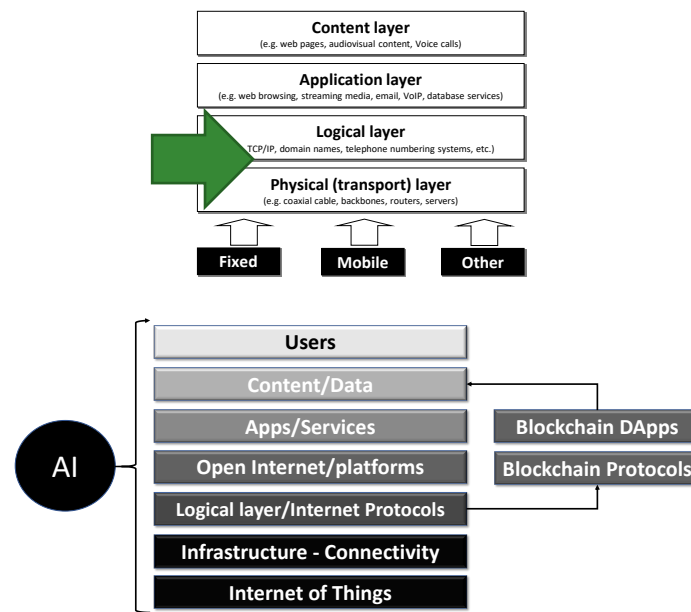 Content layer
(e.g. web pages, audiovisual content, Voice calls)
Application layer
(e.g. web browsing, streaming media, email, VoIP, database services)
Logical layer
TCP/IP, domain names, telephone numbering systems, etc.)
Physical (transport) layer
(e.g. coaxial cable, backbones, routers, servers)
Fixed
Mobile
Other
AI
Users
Content/Data
Apps/Services
Open Internet/platforms
Logical layer/Internet Protocols
Infrastructure - Connectivity
Internet of Things
Blockchain DApps
Blockchain Protocols